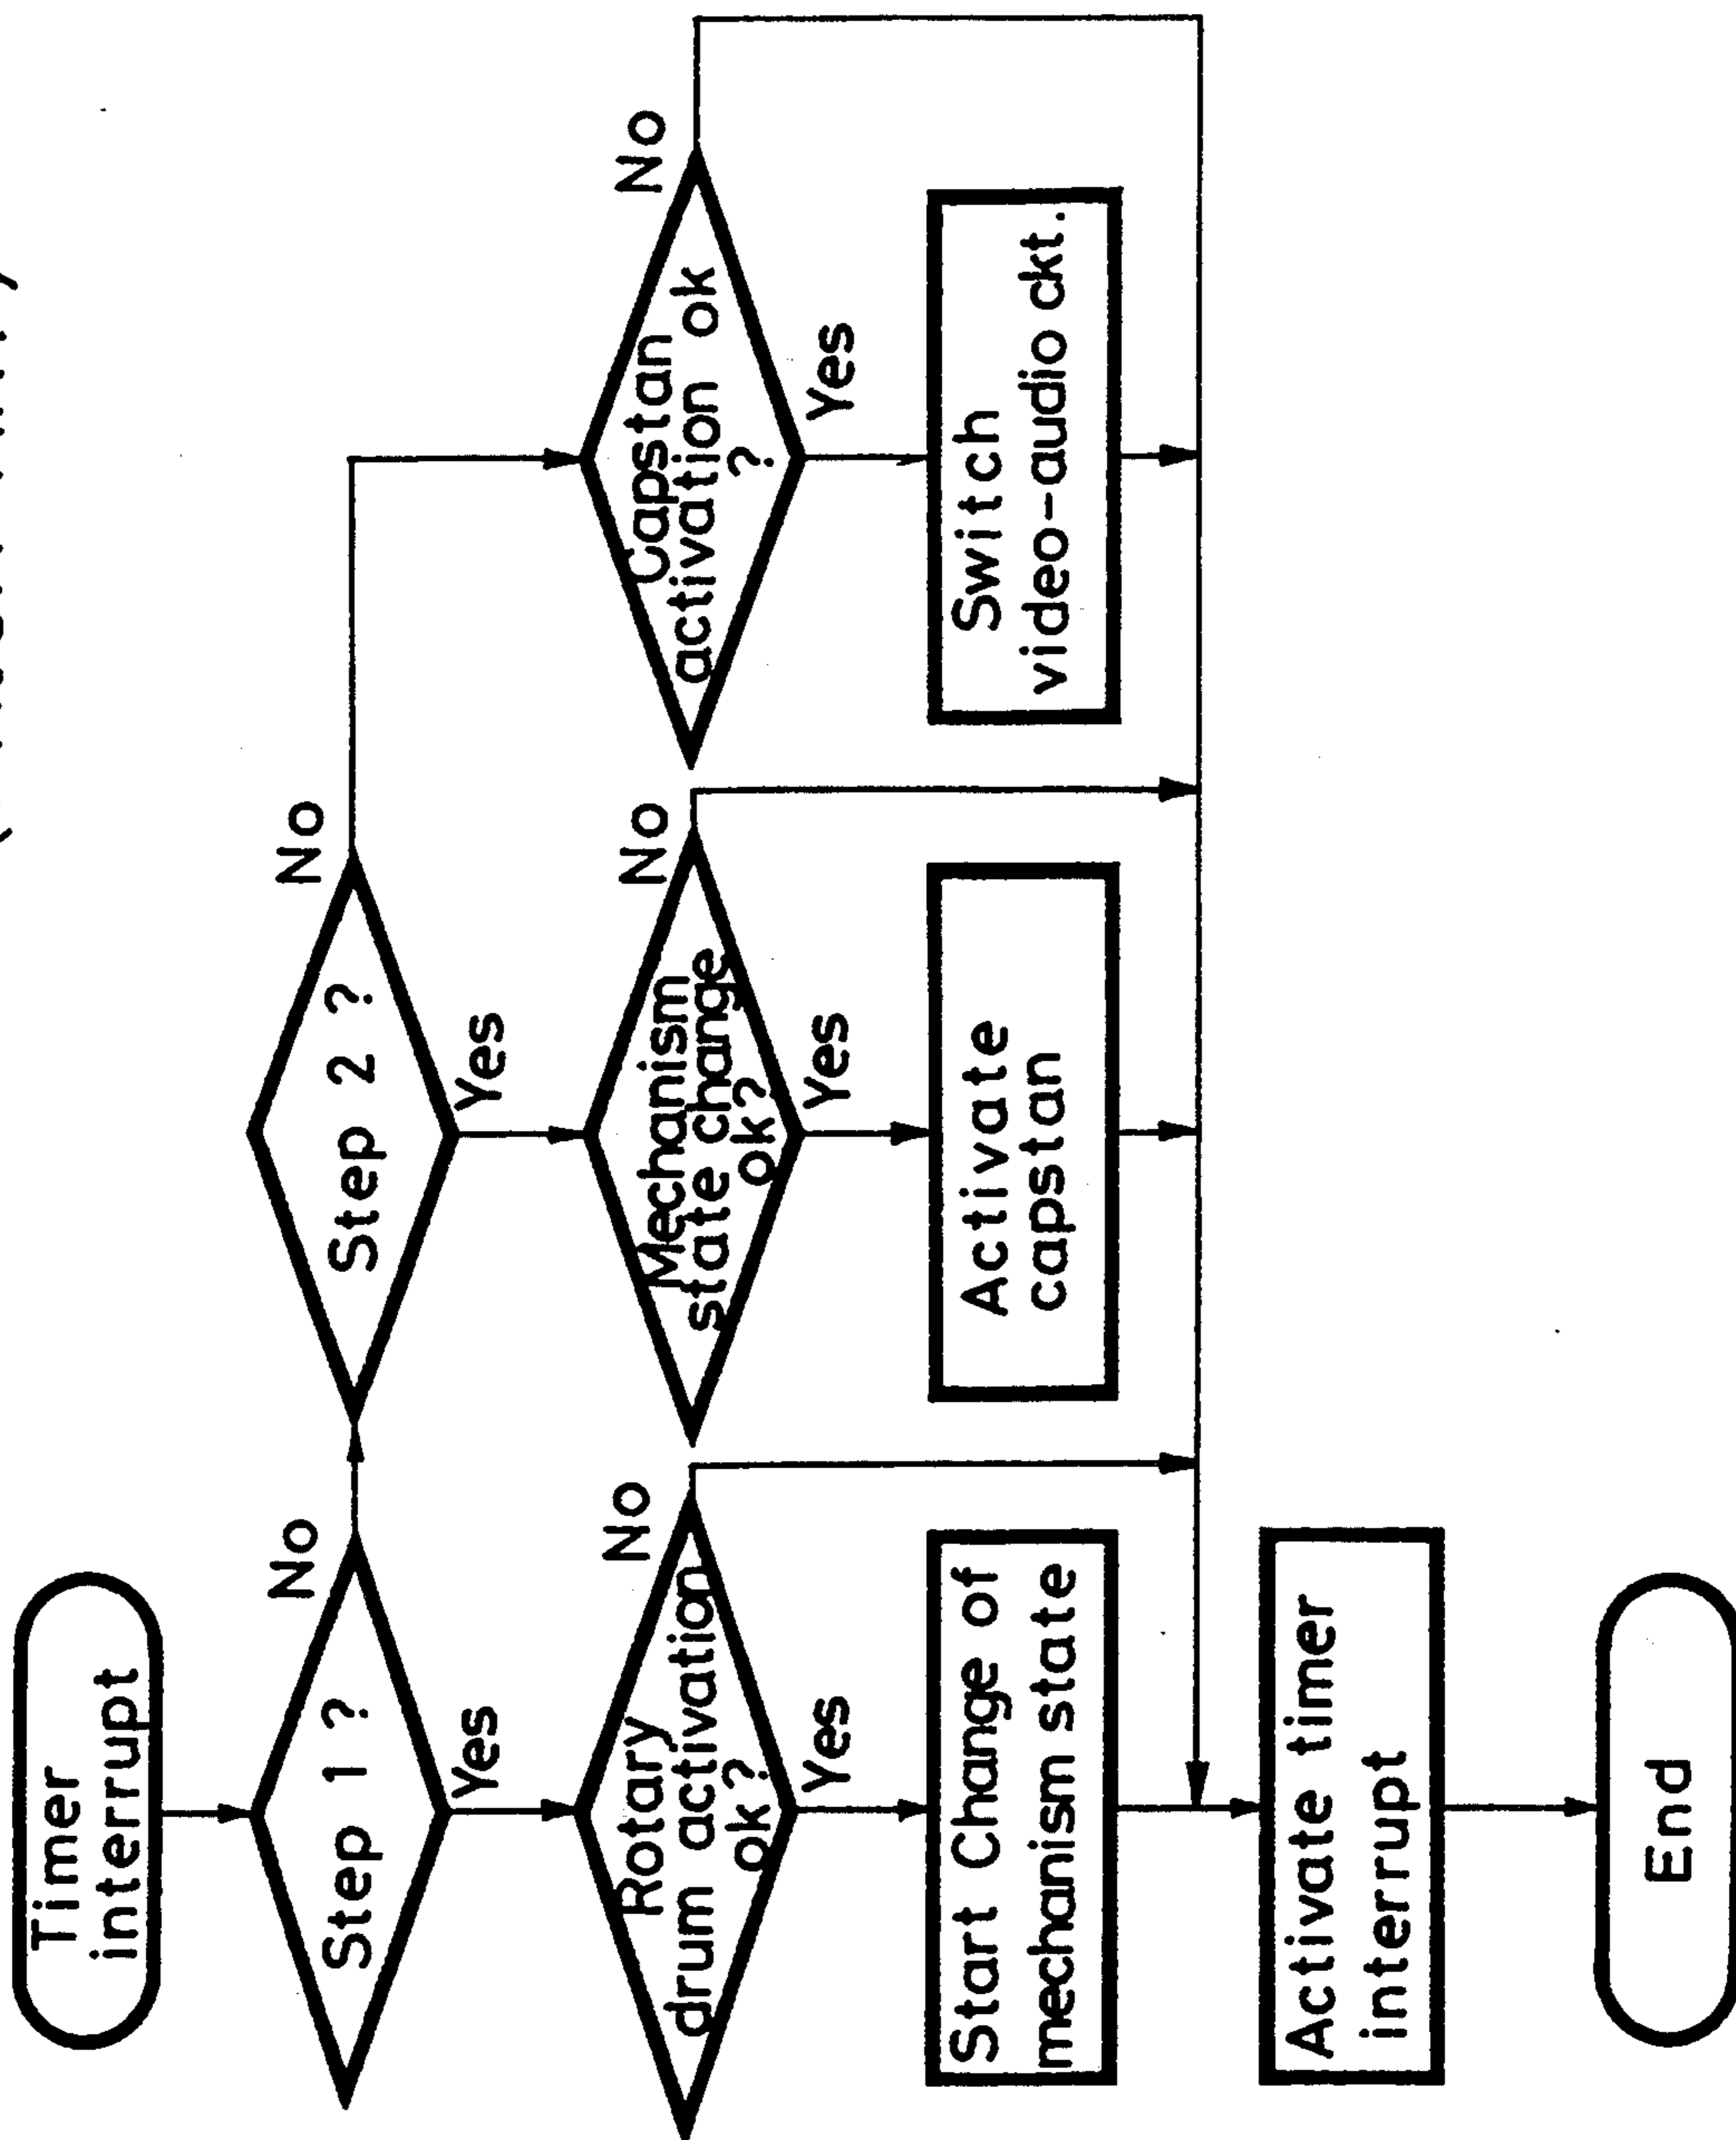 Timer
interrupt
Step 1 ?
No
Yes
Step 2 ?
No
Yes
Rotary
drum activation
ok?
No
Yes
Mechanism
state change
ok?
No
Yes
Capstan
activation ok
?
No
Yes
Start Change of
mechanism state
Activate
capstan
Switch
video-audio ckt.
Activate timer
interrupt
End